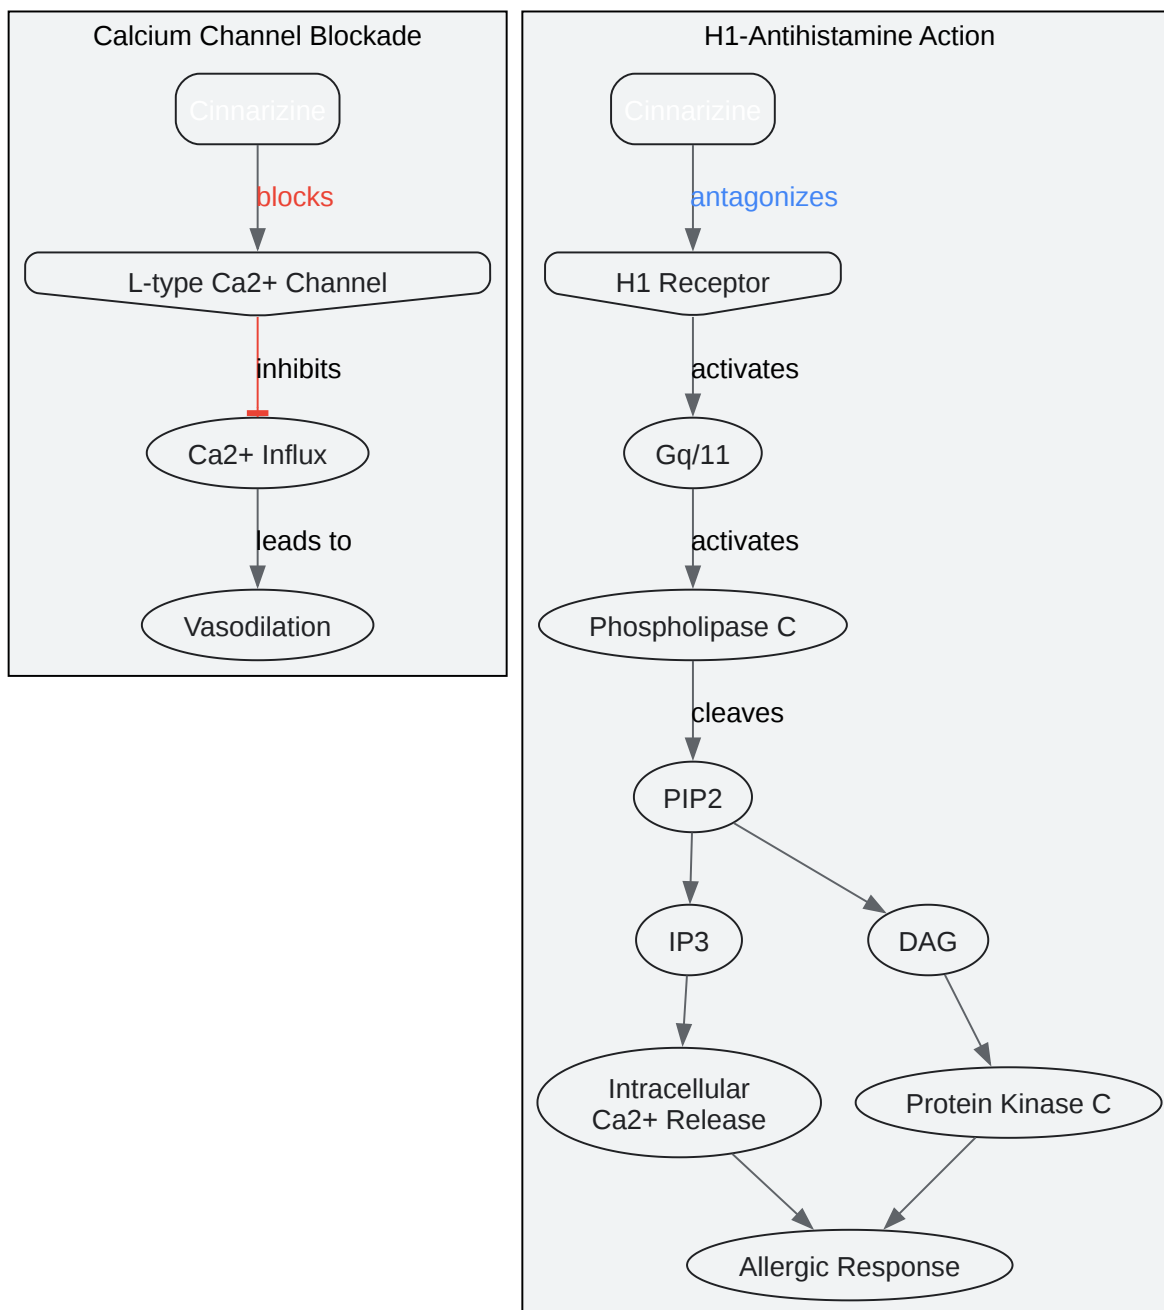 Calcium Channel Blockade
Cinnarizine
blocks
L-type Ca2+ Channel
inhibits
Ca2+ Influx
leads to
Vasodilation
H1-Antihistamine Action
Cinnarizine
antagonizes
H1 Receptor
activates
Gq/11
activates
Phospholipase C
cleaves
PIP2
IP3
DAG
Intracellular
Ca2+ Release
Protein Kinase C
Allergic Response